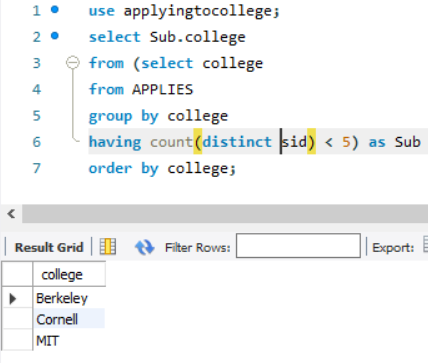 1 use applyingtocollege;
2 select Sub.college
3 from (select college
4 from APPLIES
5 group by college
6 having count(distinct sid) < 5) as Sub
7 order by college;
Result Grid Filter Rows: Export:
college
Berkeley
Cornell
MIT